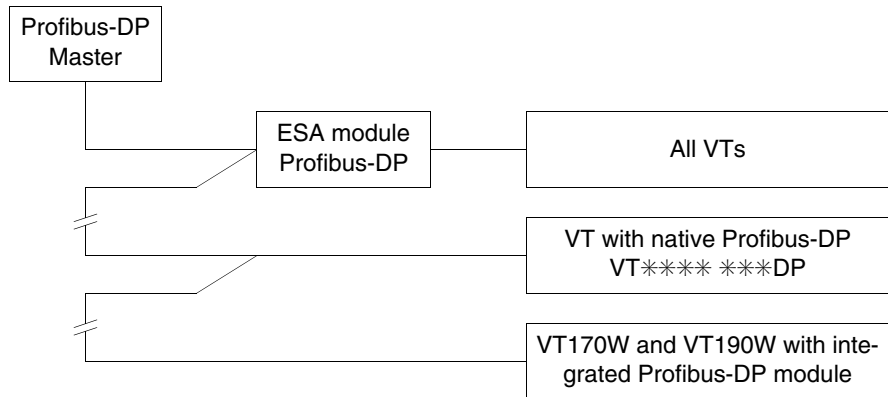 Profibus-DP
Master
ESA module
Profibus-DP
All VTs
VT with native Profibus-DP
VT✳✳✳✳ ✳✳✳DP
VT170W and VT190W with inte-
grated Profibus-DP module